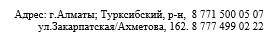 Адрес: г.Алматы; Турксибский, р-н, 8 771 500 05 07
ул.Закарпатская/Ахметова, 162. 8 777 499 02 22